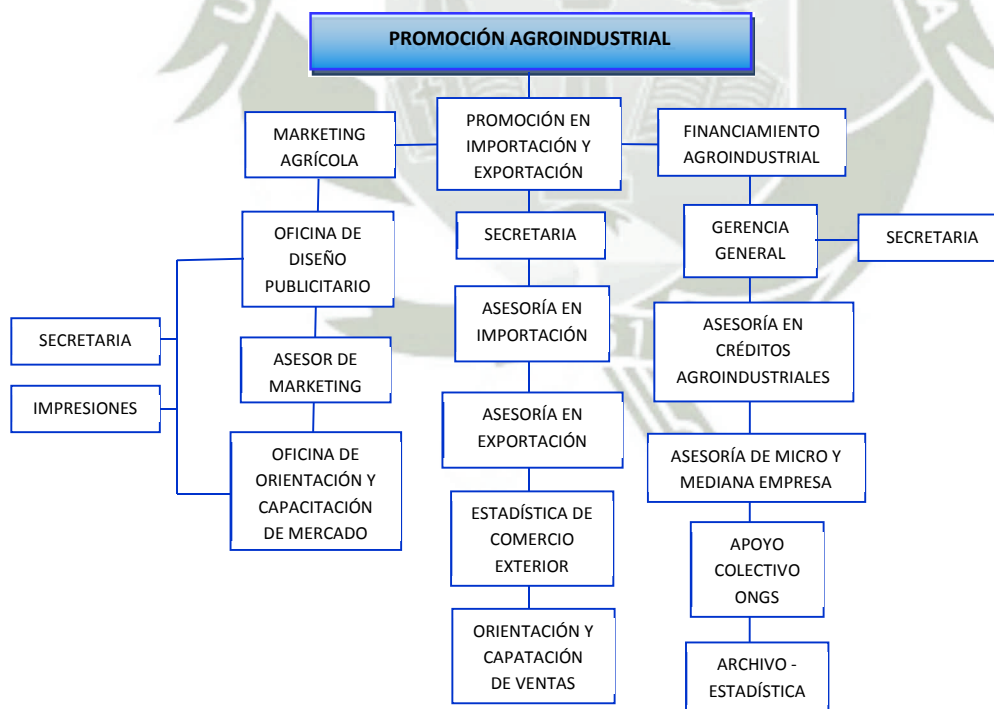 PROMOCIÓN AGROINDUSTRIAL
MARKETING
AGRÍCOLA
PROMOCIÓN EN
IMPORTACIÓN Y
EXPORTACIÓN
FINANCIAMIENTO
AGROINDUSTRIAL
OFICINA DE
DISEÑO
PUBLICITARIO
SECRETARIA
GERENCIA
GENERAL
SECRETARIA
SECRETARIA
IMPRESIONES
ASESOR DE
MARKETING
ASESORÍA EN
IMPORTACIÓN
ASESORÍA EN
CRÉDITOS
AGROINDUSTRIALES
OFICINA DE
ORIENTACIÓN Y
CAPACITACIÓN
DE MERCADO
ASESORÍA EN
EXPORTACIÓN
ASESORÍA DE MICRO Y
MEDIANA EMPRESA
ESTADÍSTICA DE
COMERCIO
EXTERIOR
APOYO
COLECTIVO
ONGS
ORIENTACIÓN Y
CAPATACIÓN
DE VENTAS
ARCHIVO -
ESTADÍSTICA